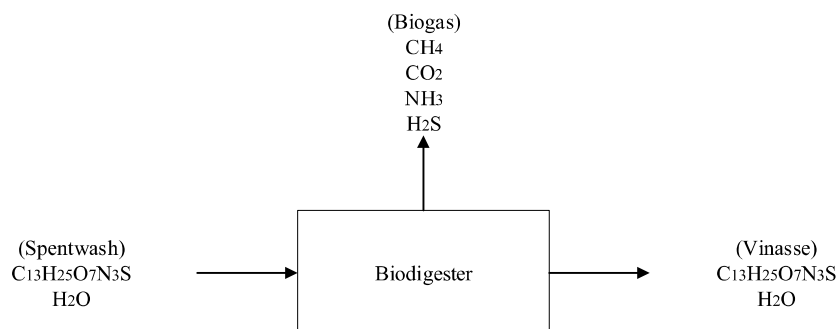 (Biogas)
CH4
CO2
NH3
H2S
(Spentwash)
C13H25O7N3S
H2O
Biodigester
(Vinasse)
C13H25O7N3S
H2O